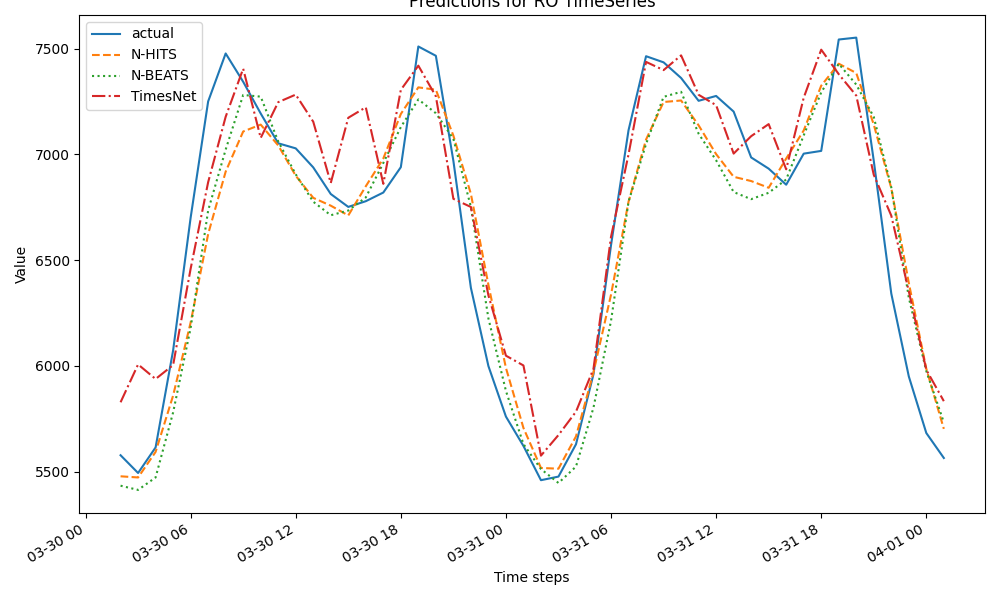 Predictions for RO TimeSeries
actual
N-HITS
N-BEATS
TimesNet
7500
7000
6500
6000
5500
Value
03-30 00
03-30 06
03-30 12
03-30 18
03-31 00
03-31 06
03-31 12
03-31 18
04-01 00
Time steps